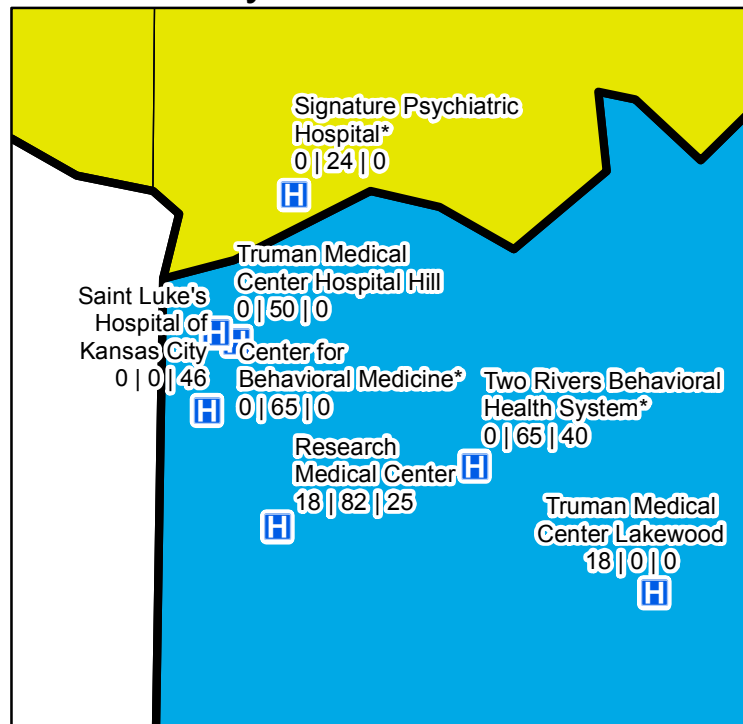 Signature Psychiatric
Hospital*
0 | 24 | 0
H
Truman Medical
Center Hospital Hill
0 | 50 | 0
Saint Luke's
Hospital of
Kansas City
0 | 0 | 46
H
H
H
Center for
Behavioral Medicine*
0 | 65 | 0
Two Rivers Behavioral
Health System*
0 | 65 | 40
H
Research
Medical Center
18 | 82 | 25
H
Truman Medical
Center Lakewood
18 | 0 | 0
H